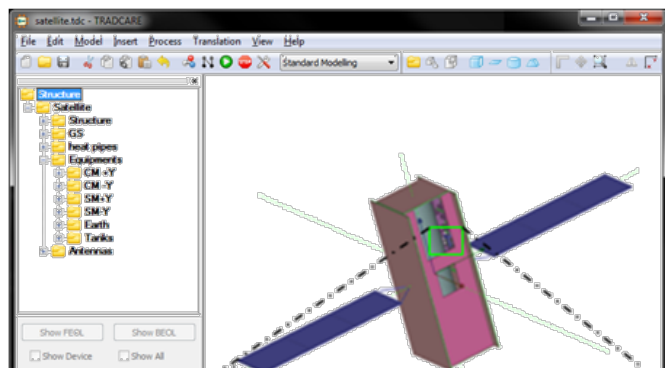 satellite.tdc - TRADCARE
File Edit Model Insert Process Translation View Help
Standard Modelling
Structure
Satellite
Structure
GS
heat pipes
Equipments
CM +Y
CM -Y
SM+Y
SM-Y
Earth
Tanks
Antennas
Show FEOL Show BEOL
Show Device Show All